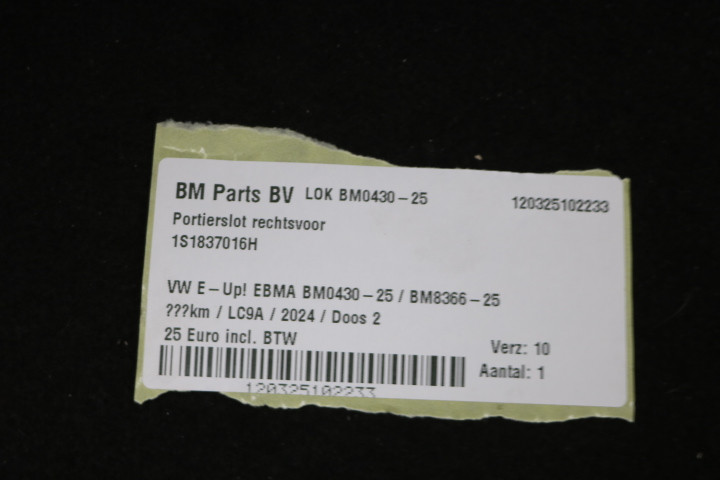 BM Parts BV LOK BM0430-25 120325102233
Portierslot rechtsvoor
1S1837016H
VW E-Up! EBMA BM0430-25 / BM8366-25
???km / LC9A / 2024 / Doos 2
25 Euro incl. BTW
Verz: 10
Aantal: 1
120325102233